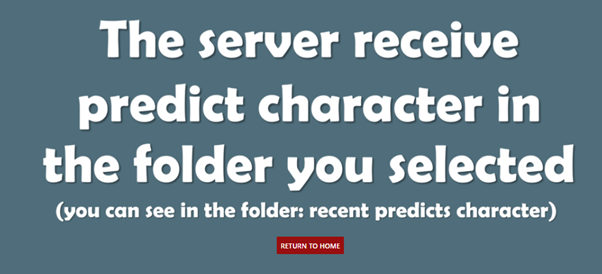 The server receive
predict character in
the folder you selected
(you can see in the folder: recent predicts character)
RETURN TO HOME